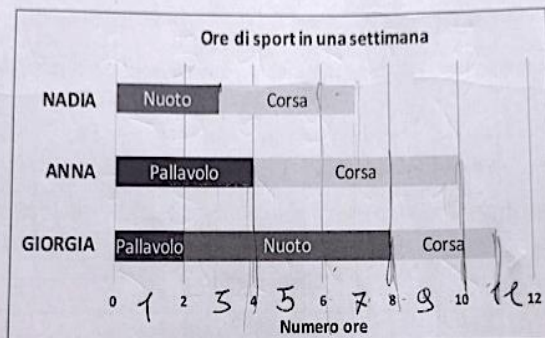 Ore di sport in una settimana
NADIA Nuoto Corsa
ANNA Pallavolo Corsa
GIORGIA Pallavolo Nuoto Corsa
0 1 2 3 4 5 6 7 8 9 10 11 12
Numero ore